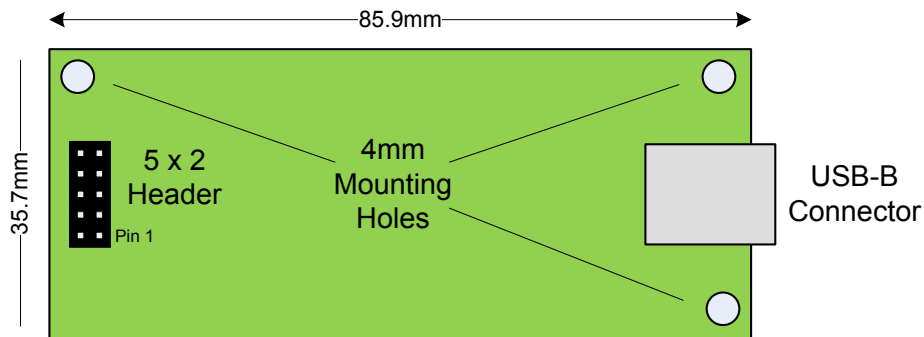 85.9mm
35.7mm
5 x 2
Header
Pin 1
4mm
Mounting
Holes
USB-B
Connector